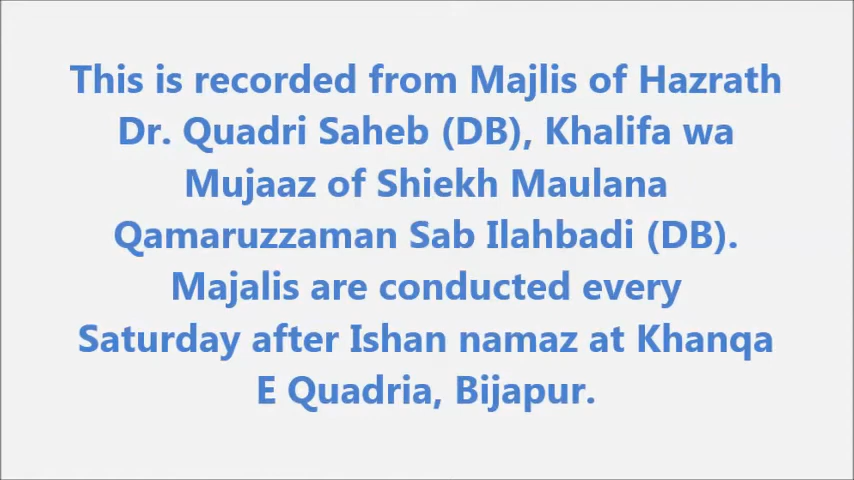 This is recorded from Majlis of Hazrath
Dr. Quadri Saheb (DB), Khalifa wa
Mujaaz of Shiekh Maulana
Qamaruzzaman Sab Ilahbadi (DB).
Majalis are conducted every
Saturday after Ishan namaz at Khanqa
E Quadria, Bijapur.